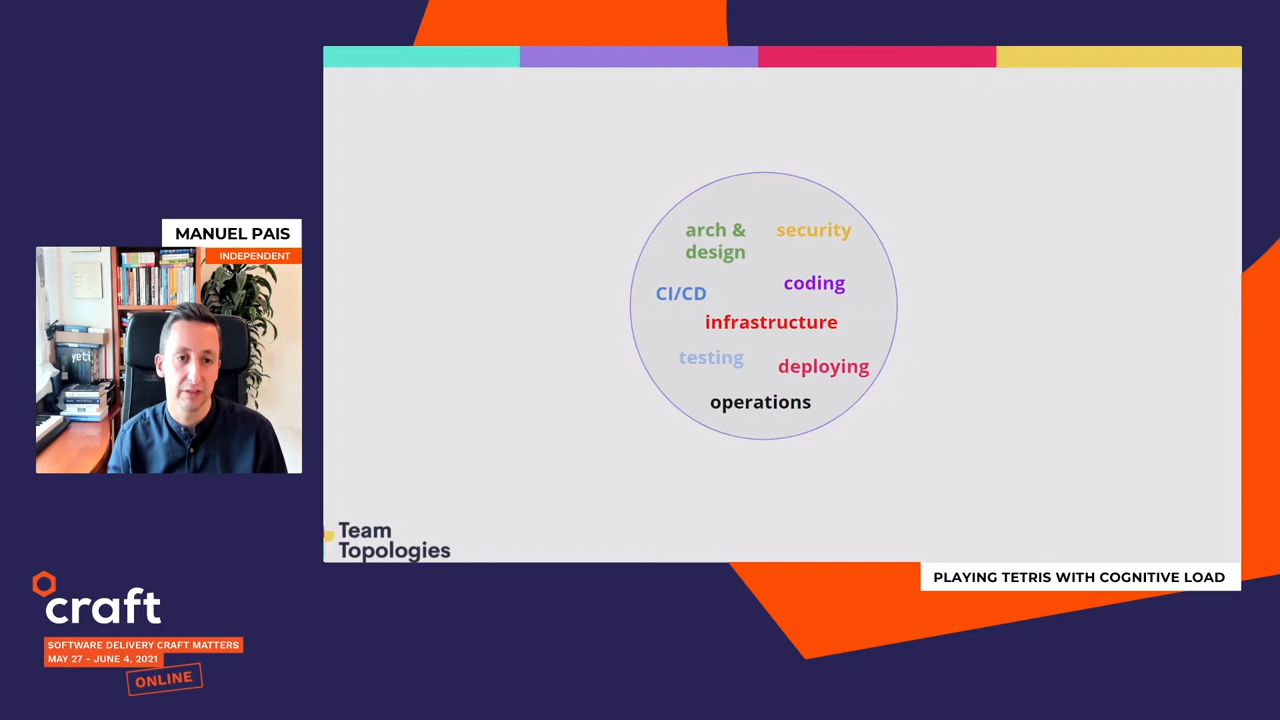 MANUEL PAIS
INDEPENDENT
yeti
craft
SOFTWARE DELIVERY CRAFT MATTERS
MAY 27 - JUNE 4, 2021
ONLINE
arch &
design
security
CI/CD
coding
infrastructure
testing
deploying
operations
Team
Topologies
PLAYING TETRIS WITH COGNITIVE LOAD